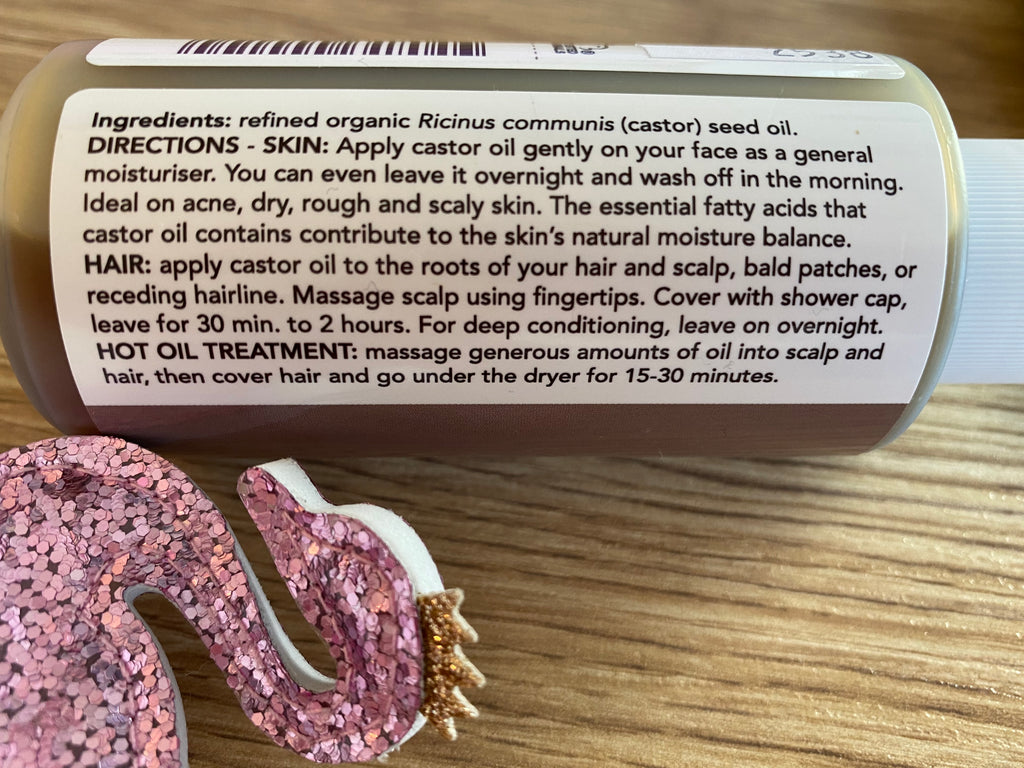 Ingredients: refined organic Ricinus communis (castor) seed oil.
DIRECTIONS - SKIN: Apply castor oil gently on your face as a general
moisturiser. You can even leave it overnight and wash off in the morning.
Ideal on acne, dry, rough and scaly skin. The essential fatty acids that
castor oil contains contribute to the skin's natural moisture balance.
HAIR: apply castor oil to the roots of your hair and scalp, bald patches, or
receding hairline. Massage scalp using fingertips. Cover with shower cap,
leave for 30 min. to 2 hours. For deep conditioning, leave on overnight.
HOT OIL TREATMENT: massage generous amounts of oil into scalp and
hair, then cover hair and go under the dryer for 15-30 minutes.